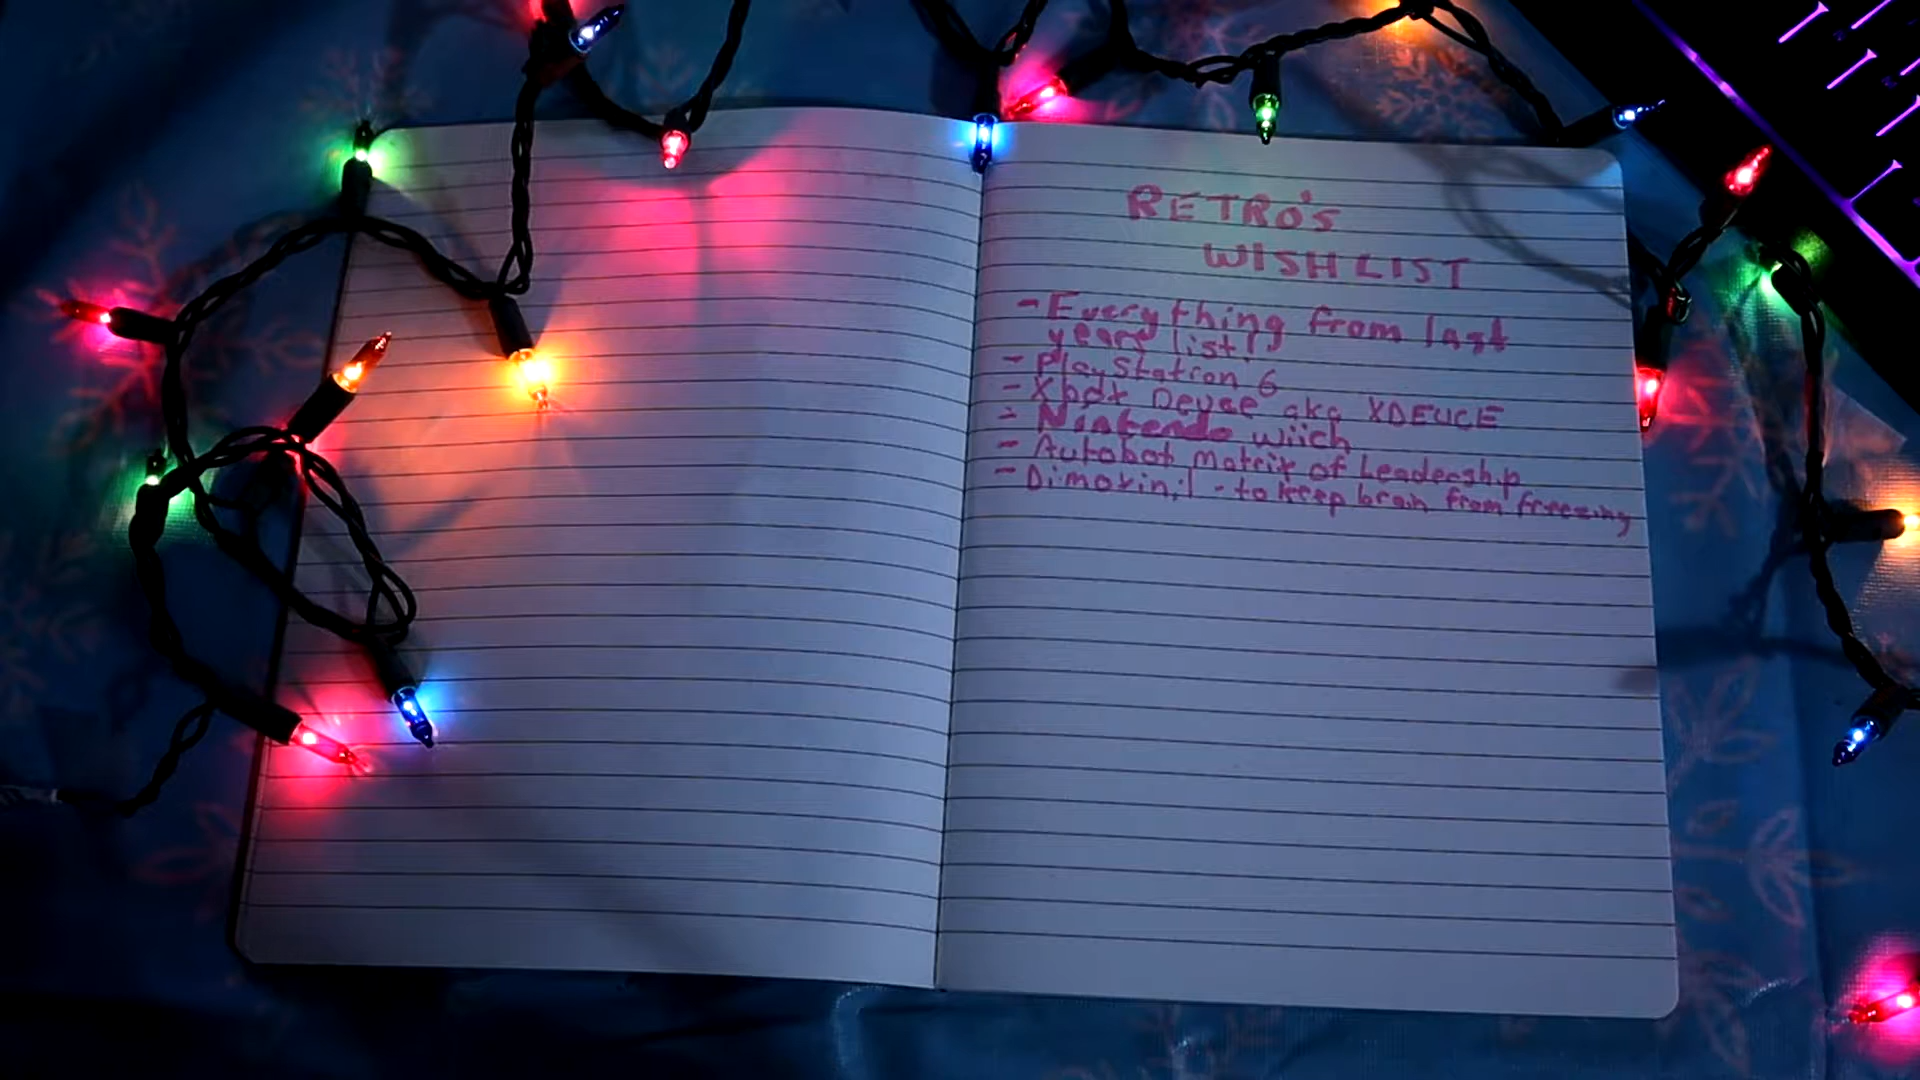 RETRO'S
WISH LIST
- Everything from last
years list.
- PlayStation 6
- Xbox Deuce aka XDEUCE
- Nintendo Wiich
- Autobot Matrix of Leadership
- Dimoxinil - to keep brain from freezing